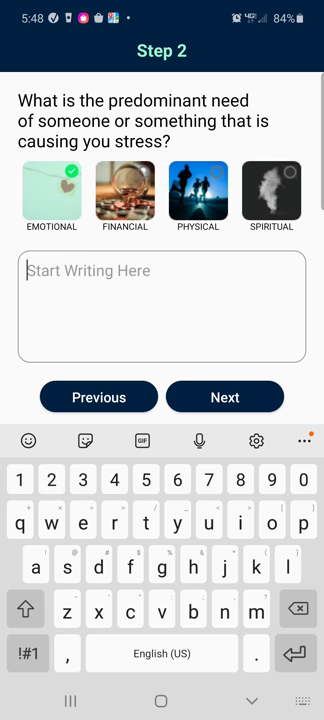 5:48 84%
Step 2
What is the predominant need
of someone or something that is
causing you stress?
EMOTIONAL FINANCIAL PHYSICAL SPIRITUAL
Start Writing Here
Previous Next
GIF
1 2 3 4 5 6 7 8 9 0
q w e r t y u i o p
a s d f g h j k l
z x c v b n m
!#1 , English (US) .